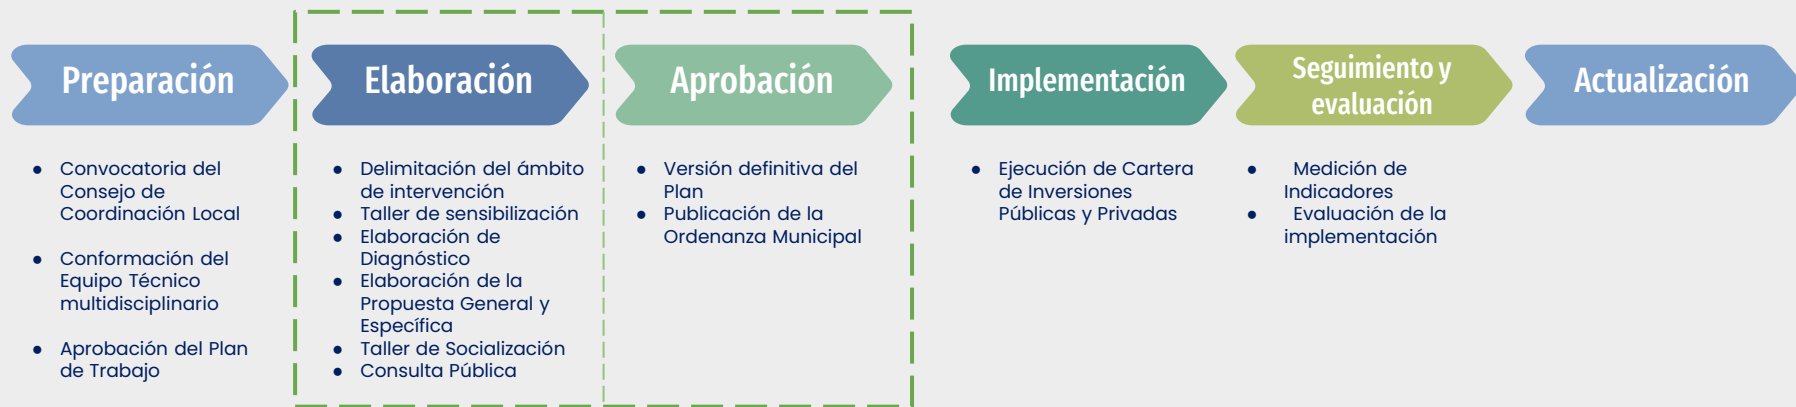 Preparación
● Convocatoria del
Consejo de
Coordinación Local
● Conformación del
Equipo Técnico
multidisciplinario
● Aprobación del Plan
de Trabajo
Elaboración
● Delimitación del ámbito
de intervención
● Taller de sensibilización
● Elaboración de
Diagnóstico
● Elaboración de la
Propuesta General y
Específica
● Taller de Socialización
● Consulta Pública
Aprobación
● Versión definitiva del
Plan
● Publicación de la
Ordenanza Municipal
Implementación
● Ejecución de Cartera
de Inversiones
Públicas y Privadas
Seguimiento y
evaluación
● Medición de
Indicadores
● Evaluación de la
implementación
Actualización